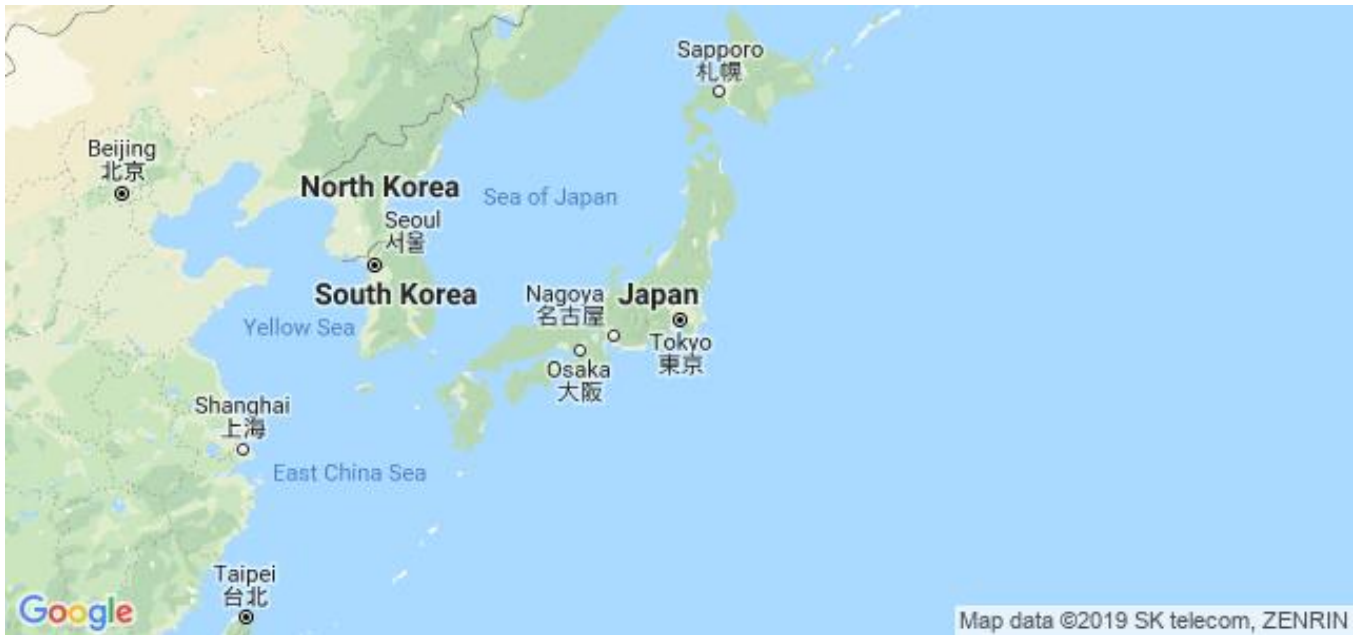 Sapporo
札幌
Beijing
北京
North Korea
Sea of Japan
Seoul
서울
South Korea
Nagoya
名古屋
Japan
Yellow Sea
Tokyo
東京
Osaka
大阪
Shanghai
上海
East China Sea
Taipei
台北
Google
Map data ©2019 SK telecom, ZENRIN